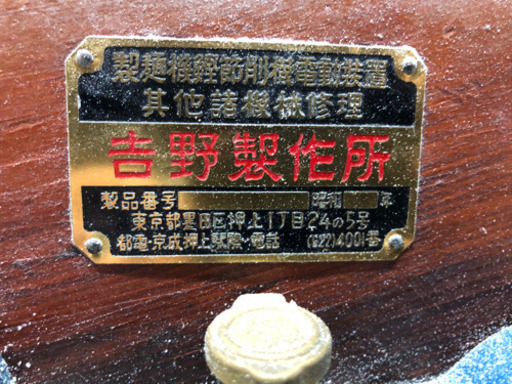 製麺機鰹節削機電動装置
其他諸機械修理
𠮷野製作所
製品番号 昭和 年
東京都墨田区押上1丁目24の5号
都電・京成押上駅際・電話 (622)4001番